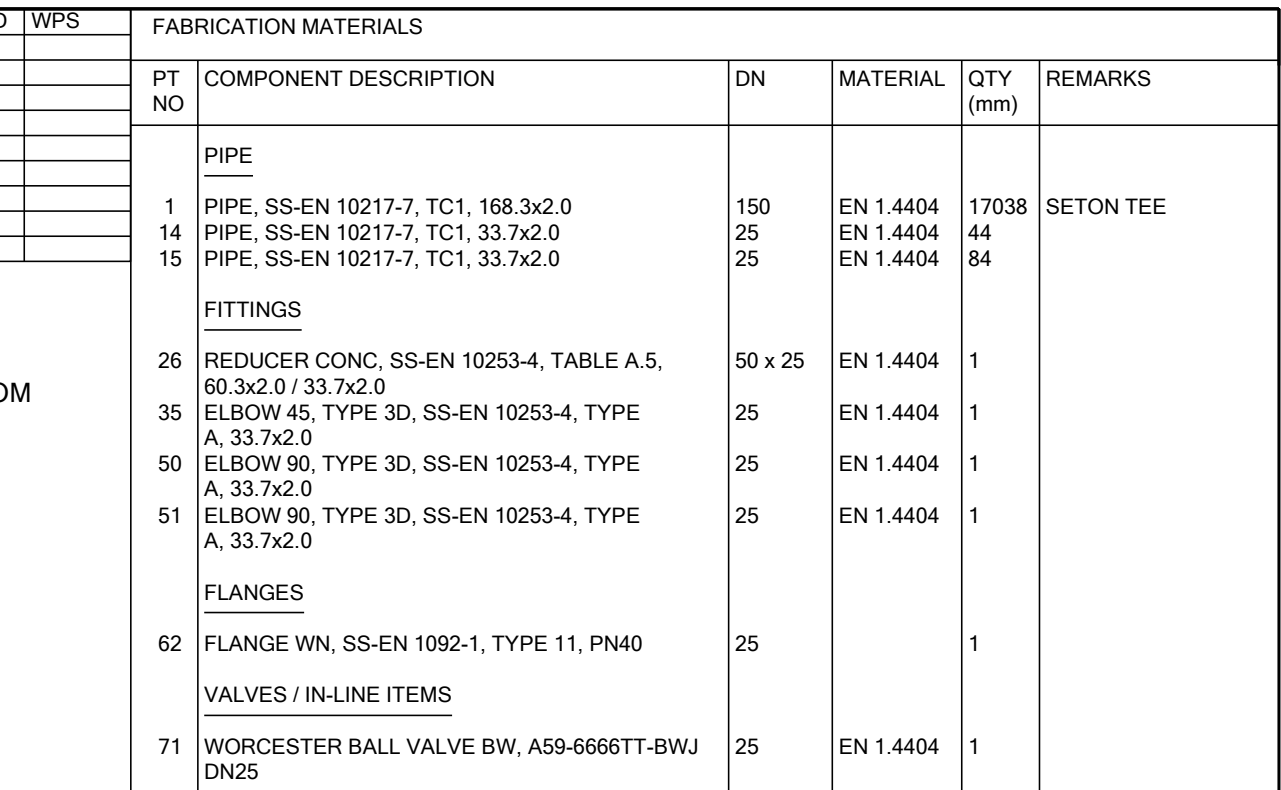 WPS
FABRICATION MATERIALS
PT NO COMPONENT DESCRIPTION DN MATERIAL QTY (mm) REMARKS
PIPE
1 PIPE, SS-EN 10217-7, TC1, 168.3x2.0 150 EN 1.4404 17038 SETON TEE
14 PIPE, SS-EN 10217-7, TC1, 33.7x2.0 25 EN 1.4404 44
15 PIPE, SS-EN 10217-7, TC1, 33.7x2.0 25 EN 1.4404 84
FITTINGS
26 REDUCER CONC, SS-EN 10253-4, TABLE A.5, 50 x 25 EN 1.4404 1
60.3x2.0 / 33.7x2.0
35 ELBOW 45, TYPE 3D, SS-EN 10253-4, TYPE 25 EN 1.4404 1
A, 33.7x2.0
50 ELBOW 90, TYPE 3D, SS-EN 10253-4, TYPE 25 EN 1.4404 1
A, 33.7x2.0
51 ELBOW 90, TYPE 3D, SS-EN 10253-4, TYPE 25 EN 1.4404 1
A, 33.7x2.0
FLANGES
62 FLANGE WN, SS-EN 1092-1, TYPE 11, PN40 25 1
VALVES / IN-LINE ITEMS
71 WORCESTER BALL VALVE BW, A59-6666TT-BWJ 25 EN 1.4404 1
DN25